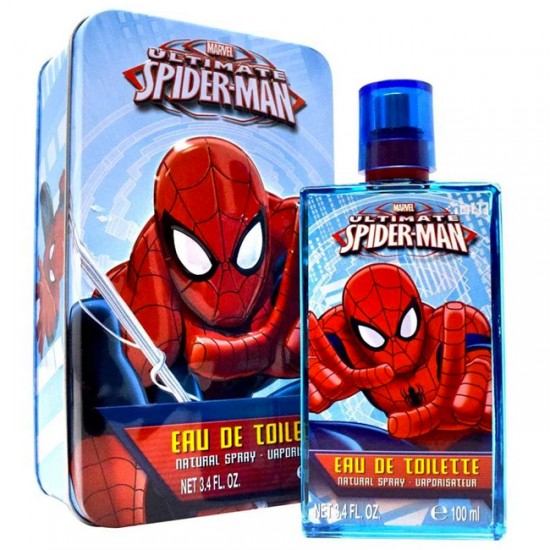 MARVEL
ULTIMATE
SPIDER-MAN
EAU DE TOILE
NATURAL SPRAY - VAPORIS
NET 3.4 FL. OZ.
MARVEL
ULTIMATE
SPIDER-MAN
EAU DE TOILETTE
NATURAL SPRAY - VAPORISATEUR
NET 3.4 FL. OZ. e 100 ml